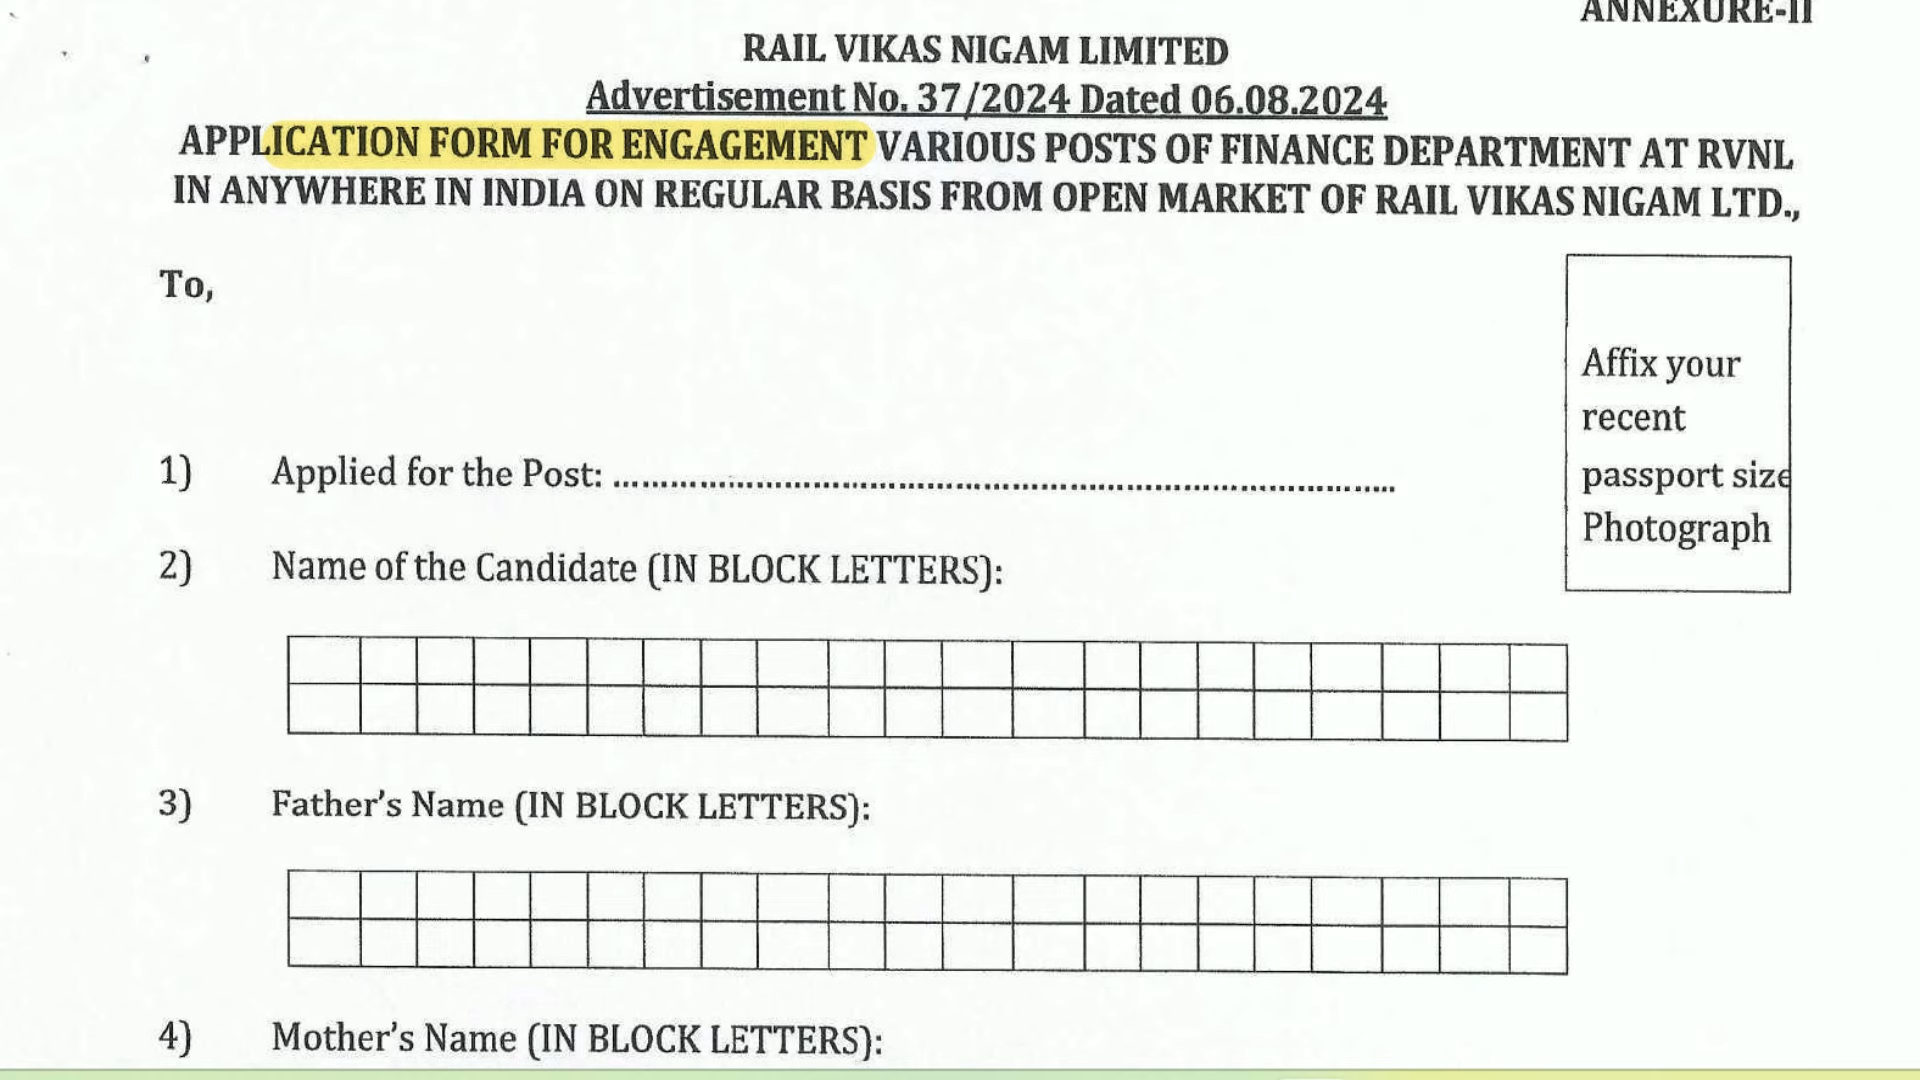 ANNEXURE-II
RAIL VIKAS NIGAM LIMITED
Advertisement No. 37/2024 Dated 06.08.2024
APPLICATION FORM FOR ENGAGEMENT VARIOUS POSTS OF FINANCE DEPARTMENT AT RVNL
IN ANYWHERE IN INDIA ON REGULAR BASIS FROM OPEN MARKET OF RAIL VIKAS NIGAM LTD.,
To,
Affix your
recent
passport size
Photograph
1) Applied for the Post: ................................................................................
2) Name of the Candidate (IN BLOCK LETTERS):
3) Father's Name (IN BLOCK LETTERS):
4) Mother's Name (IN BLOCK LETTERS):